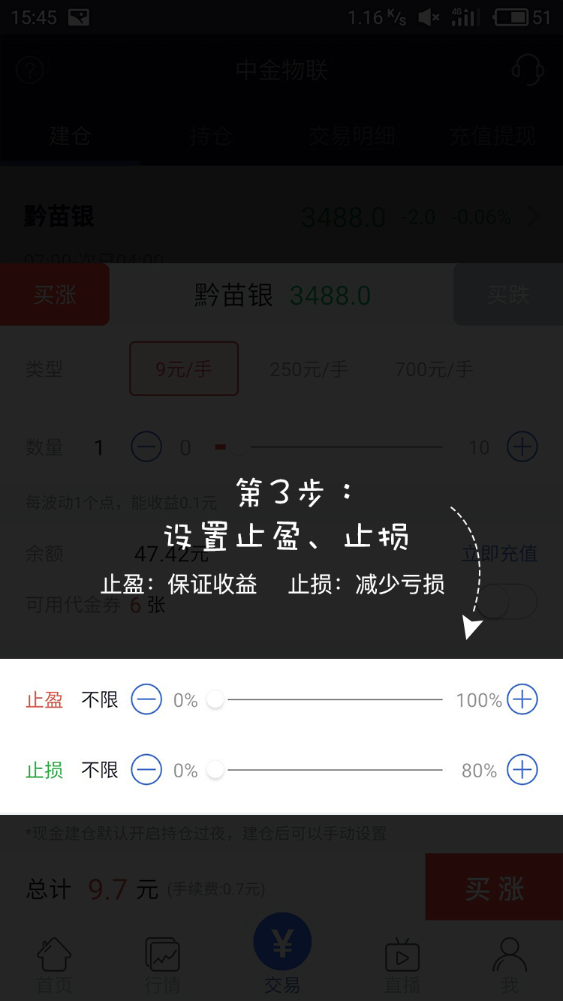 15:45 1.16 K/s 4G 51
中金物联
建仓 持仓 交易明细 充值提现
黔苗银 3488.0 -2.0 -0.06%
07:00-次日04:00
买涨 黔苗银 3488.0 买跌
类型 9元/手 250元/手 700元/手
数量 1 0 10
每波动1个点，能收益0.1元
第3步：
设置止盈、止损
余额 47.42元 立即充值
止盈：保证收益 止损：减少亏损
可用代金券 6 张
止盈 不限 0% 100%
止损 不限 0% 80%
*现金建仓默认开启持仓过夜，建仓后可以手动设置
总计 9.7 元 (手续费:0.7元) 买涨
¥
首页 行情 交易 直播 我